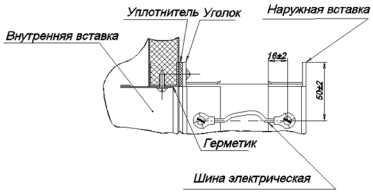 Уплотнитель
Уголок
Наружная вставка
Внутренняя вставка
16±2
50±2
Герметик
Шина электрическая